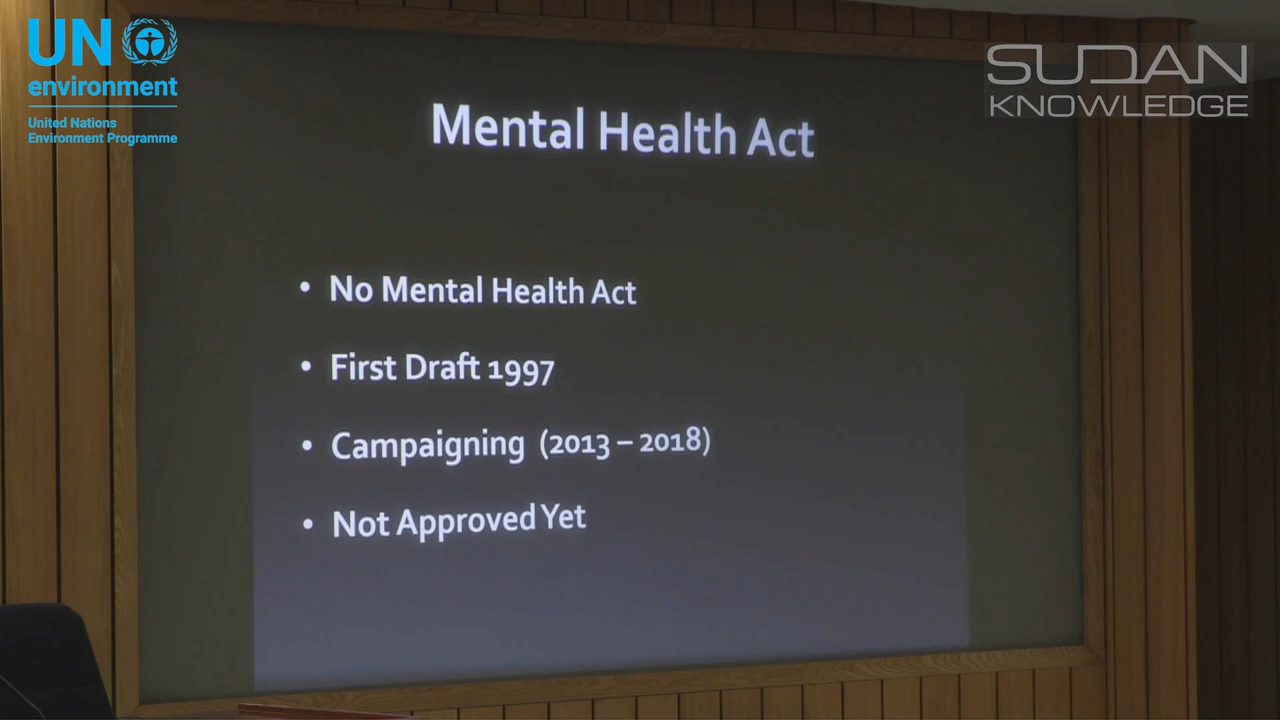 UN
environment
United Nations
Environment Programme
SUDAN
KNOWLEDGE
Mental Health Act
• No Mental Health Act
• First Draft 1997
• Campaigning (2013 – 2018)
• Not Approved Yet